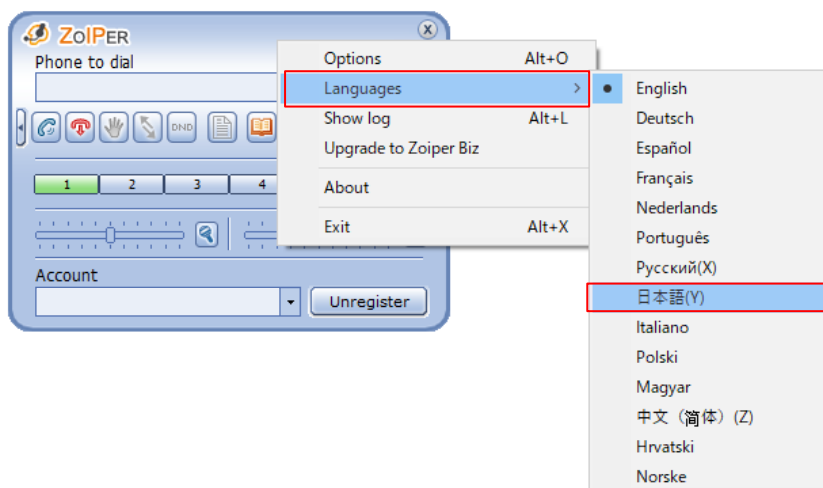 ZOIPER
Phone to dial
DND
1 2 3 4
Account
Unregister
Options Alt+O
Languages
Show log Alt+L
Upgrade to Zoiper Biz
About
Exit Alt+X
English
Deutsch
Español
Français
Nederlands
Português
Русский(X)
日本語(Y)
Italiano
Polski
Magyar
中文（简体）(Z)
Hrvatski
Norske